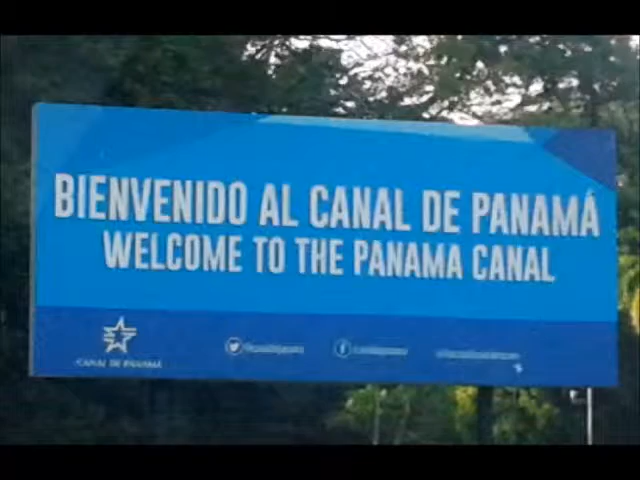 BIENVENIDO AL CANAL DE PANAMÁ
WELCOME TO THE PANAMA CANAL
CANAL DE PANAMÁ